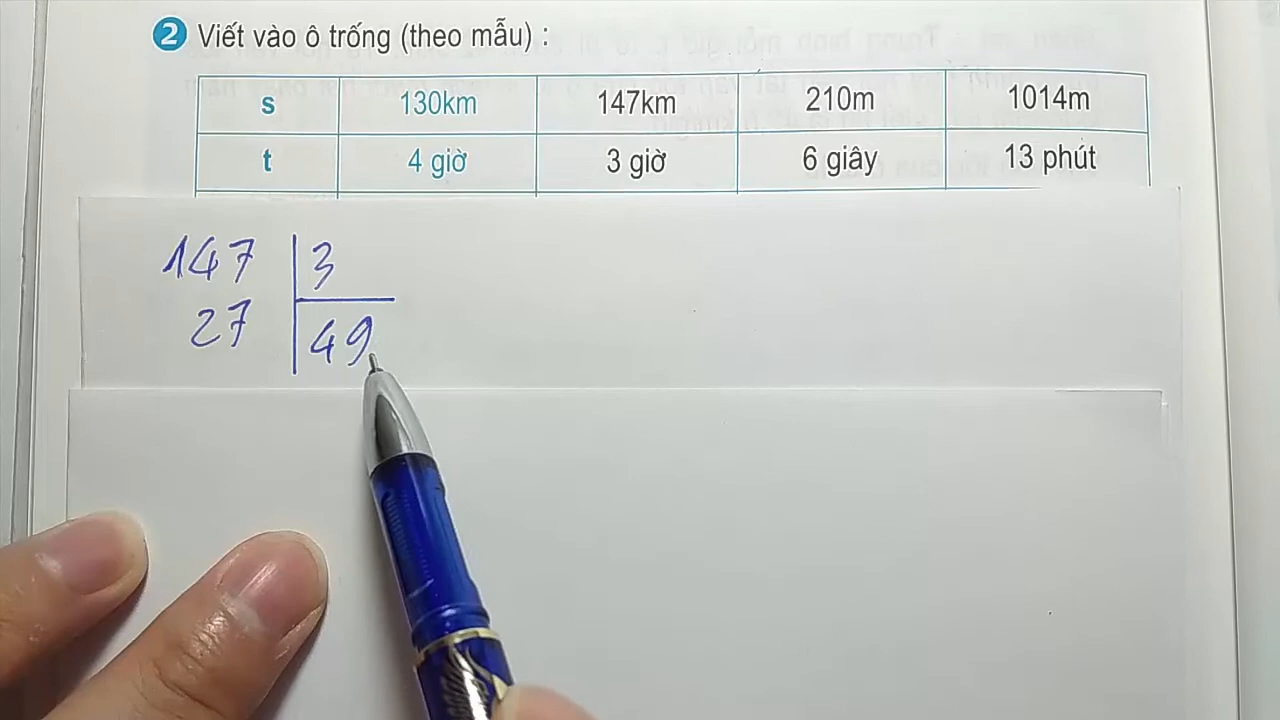 2 Viết vào ô trống (theo mẫu) :
s 130km 147km 210m 1014m
t 4 giờ 3 giờ 6 giây 13 phút
147 3
27 49